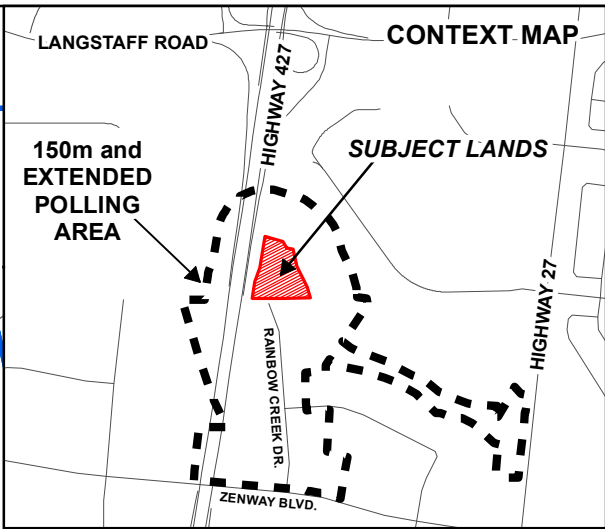 CONTEXT MAP
LANGSTAFF ROAD
HIGHWAY 427
150m and
EXTENDED
POLLING
AREA
SUBJECT LANDS
HIGHWAY 27
RAINBOW CREEK DR.
ZENWAY BLVD.